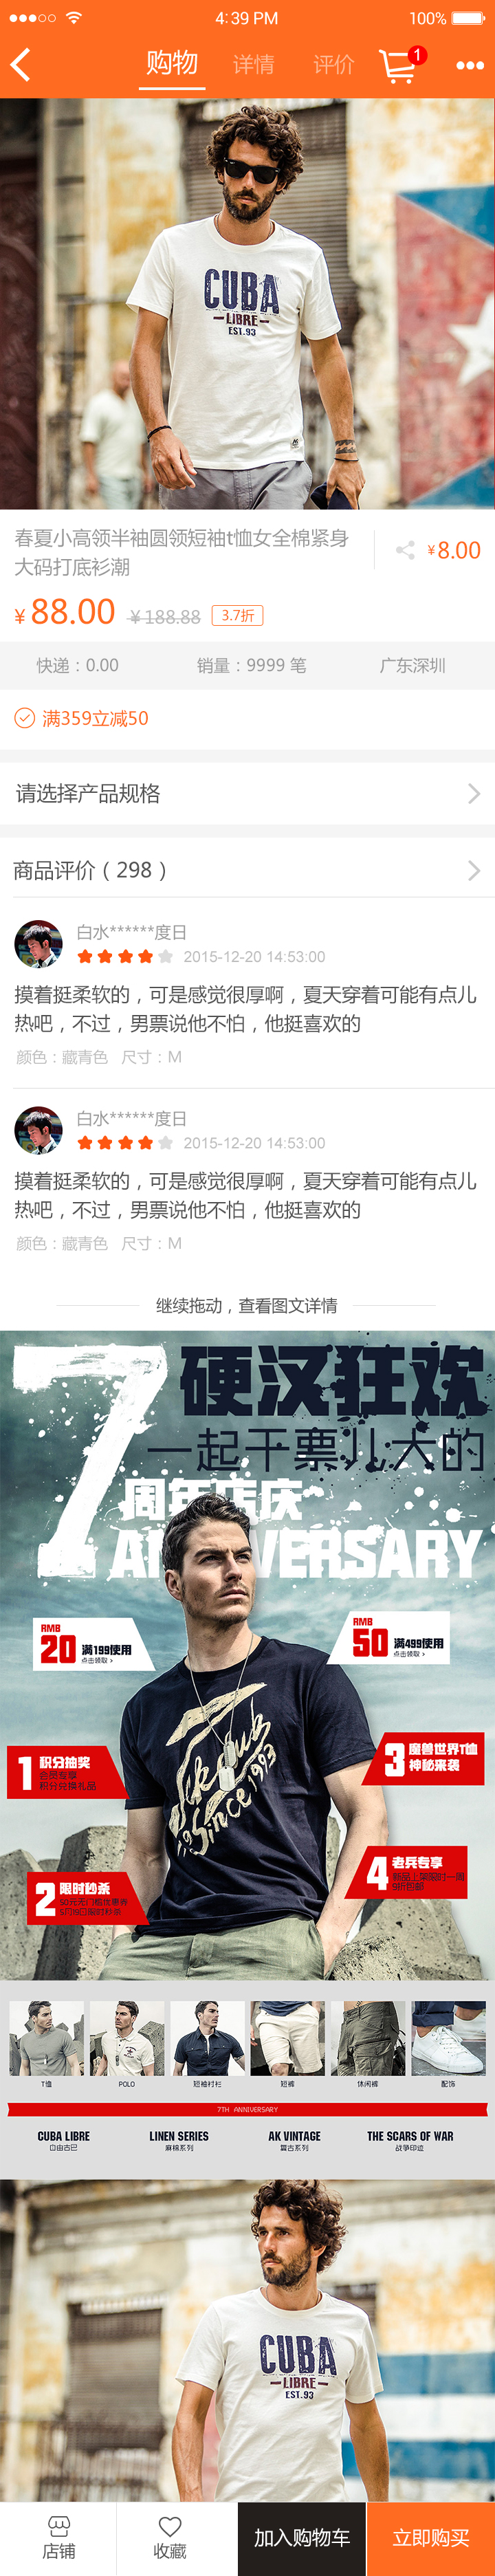 4:39 PM
100%
购物
详情
评价
1
CUBA
LIBRE
EST.93
春夏小高领半袖圆领短袖t恤女全棉紧身
大码打底衫潮
¥8.00
¥88.00
¥188.88
3.7折
快递：0.00
销量：9999 笔
广东深圳
满359立减50
请选择产品规格
商品评价（298）
白水******度日
2015-12-20 14:53:00
摸着挺柔软的，可是感觉很厚啊，夏天穿着可能有点儿
热吧，不过，男票说他不怕，他挺喜欢的
颜色：藏青色 尺寸：M
白水******度日
2015-12-20 14:53:00
摸着挺柔软的，可是感觉很厚啊，夏天穿着可能有点儿
热吧，不过，男票说他不怕，他挺喜欢的
颜色：藏青色 尺寸：M
继续拖动，查看图文详情
7
硬汉狂欢
一起干票儿大的
周年店庆
RMB
20 满199使用
点击领取 >
RMB
50 满499使用
点击领取 >
Since 1993
1 积分抽奖
会员专享
积分兑换礼品
3 魔兽世界T恤
神秘来袭
2 限时秒杀
4 老兵专享
T恤
POLO
短袖衬衫
短裤
休闲裤
配饰
7TH ANNIVERSARY
CUBA LIBRE
自由古巴
LINEN SERIES
麻棉系列
AK VINTAGE
复古系列
THE SCARS OF WAR
战争印迹
CUBA
LIBRE
EST.93
店铺
收藏
加入购物车
立即购买